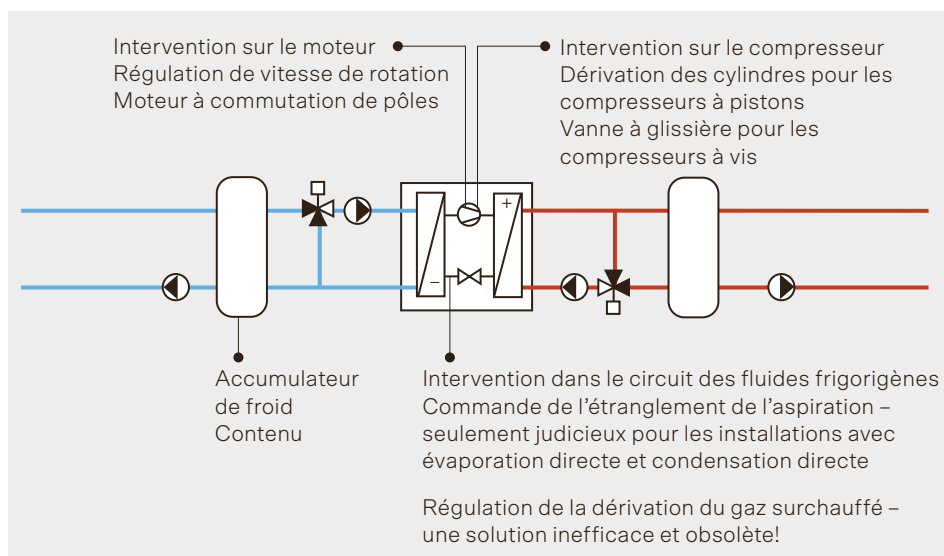 Intervention sur le moteur
Régulation de vitesse de rotation
Moteur à commutation de pôles
Intervention sur le compresseur
Dérivation des cylindres pour les
compresseurs à pistons
Vanne à glissière pour les
compresseurs à vis
+
–
Accumulateur
de froid
Contenu
Intervention dans le circuit des fluides frigorigènes
Commande de l’étranglement de l’aspiration –
seulement judicieux pour les installations avec
évaporation directe et condensation directe
Régulation de la dérivation du gaz surchauffé –
une solution inefficace et obsolète!